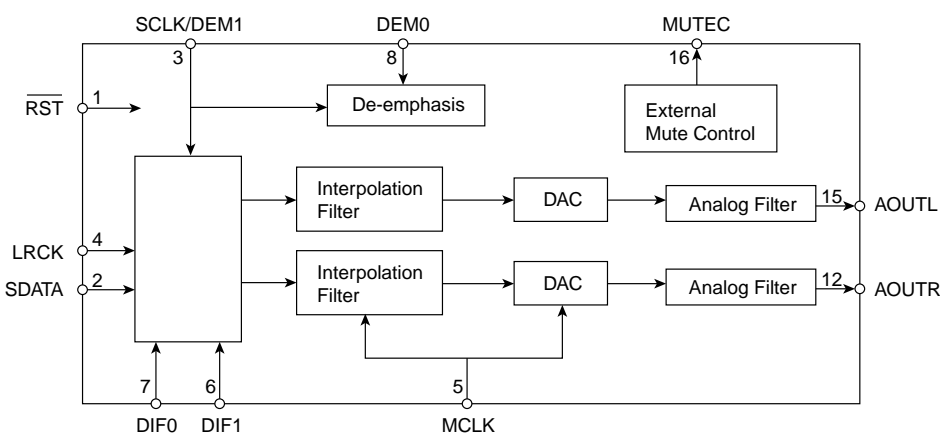 SCLK/DEM1 DEM0 MUTEC
3 8 16
RST 1
De-emphasis
External
Mute Control
Interpolation
Filter
DAC
Analog Filter
15 AOUTL
LRCK 4
SDATA 2
Interpolation
Filter
DAC
Analog Filter
12 AOUTR
7 6 5
DIF0 DIF1 MCLK